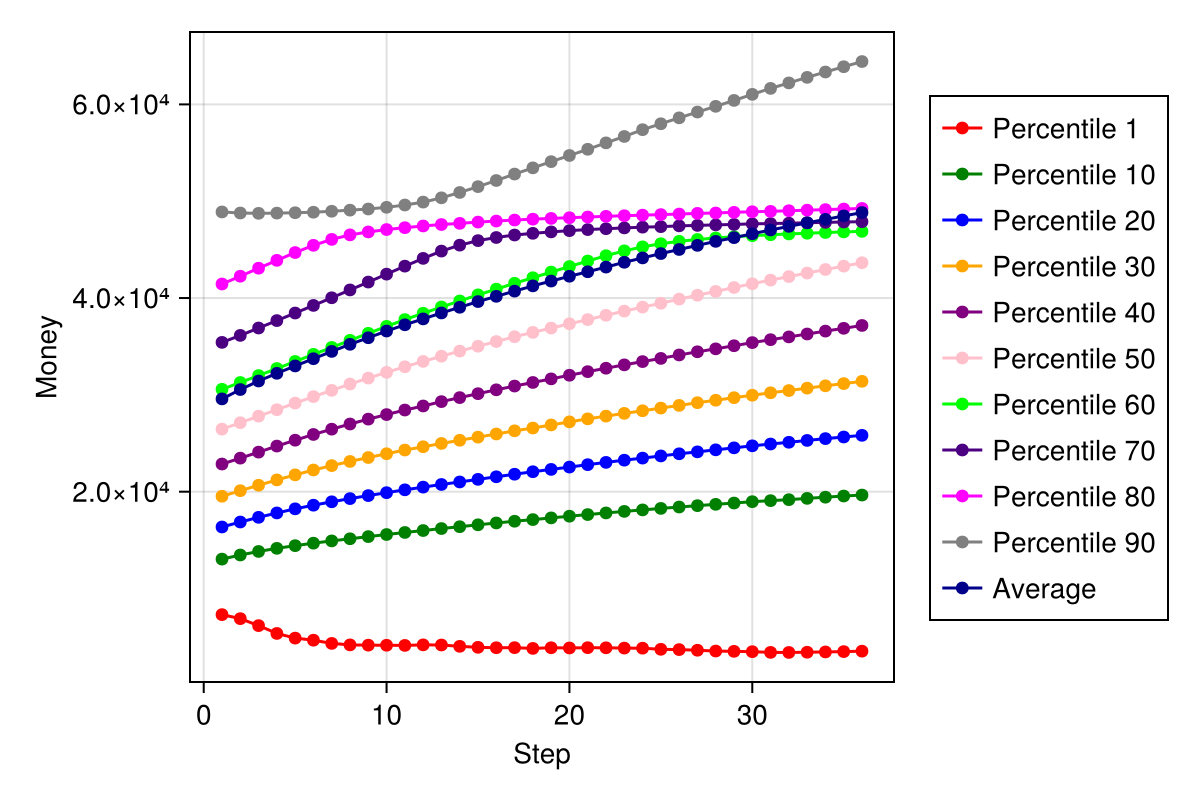 6.0×10⁴
4.0×10⁴
2.0×10⁴
Money
0 10 20 30
Step
Percentile 1
Percentile 10
Percentile 20
Percentile 30
Percentile 40
Percentile 50
Percentile 60
Percentile 70
Percentile 80
Percentile 90
Average